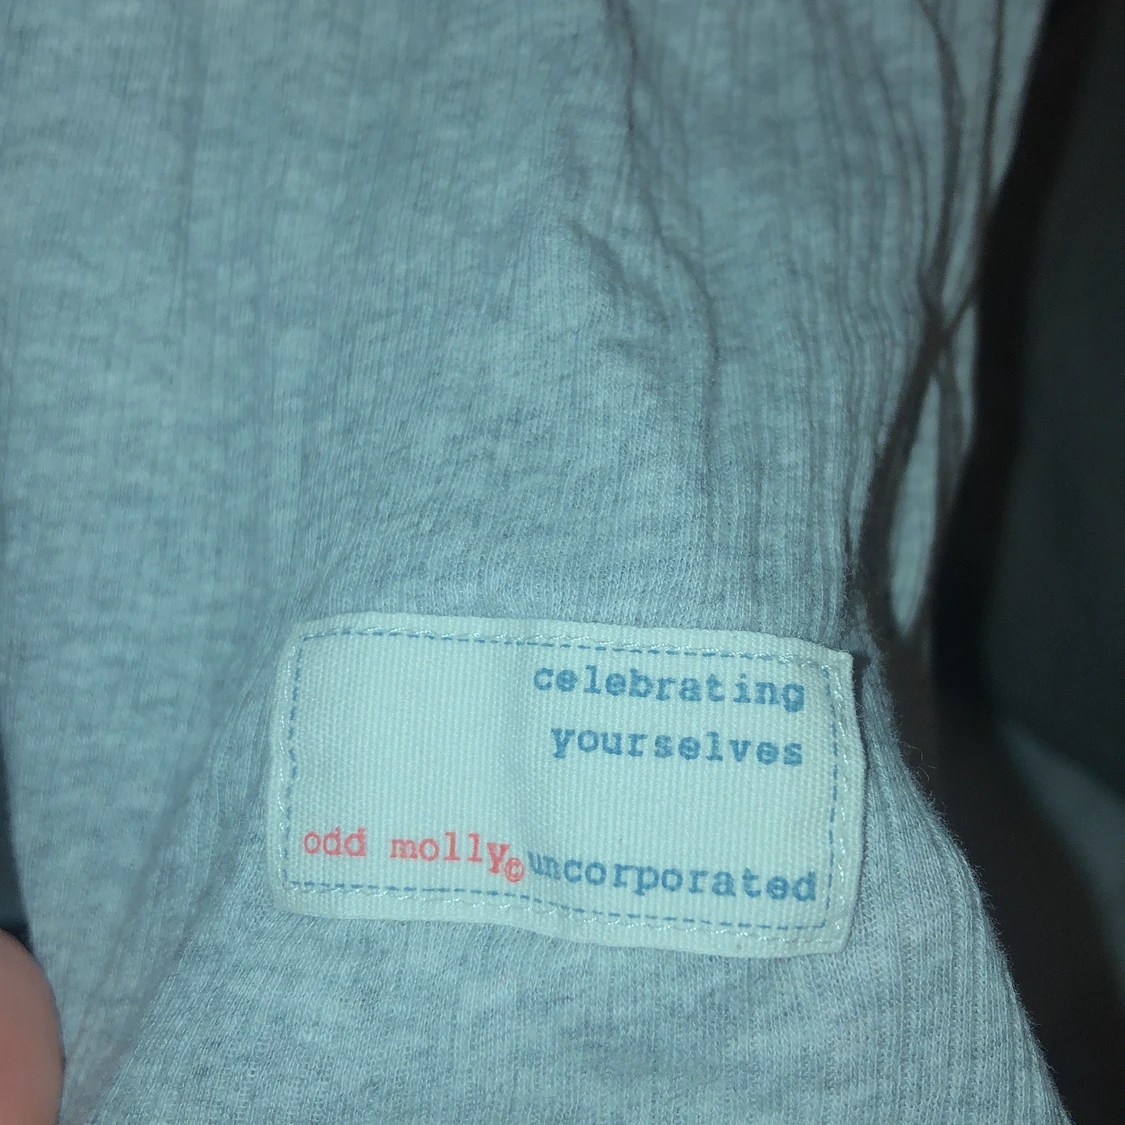 celebrating
yourselves
odd molly© uncorporated